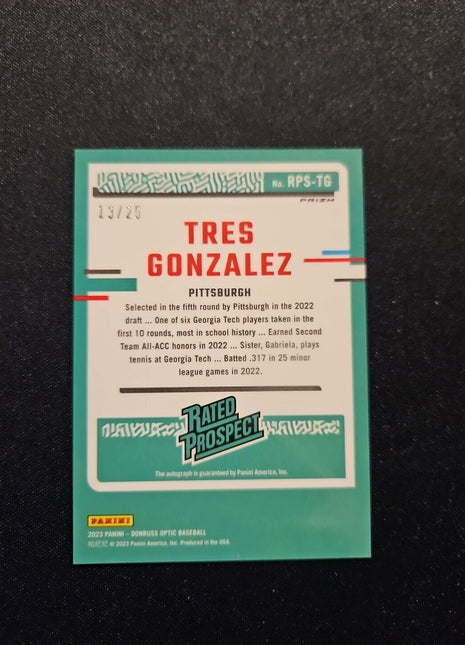 No. RPS-TG
PRIZM
13/25
TRES
GONZALEZ
PITTSBURGH
Selected in the fifth round by Pittsburgh in the 2022
draft ... One of six Georgia Tech players taken in the
first 10 rounds, most in school history ... Earned Second
Team All-ACC honors in 2022 ... Sister, Gabriela, plays
tennis at Georgia Tech ... Batted .317 in 25 minor
league games in 2022.
RATED
PROSPECT
The autograph is guaranteed by Panini America, Inc.
PANINI
2023 PANINI – DONRUSS OPTIC BASEBALL
© 2023 Panini America, Inc. Produced in the USA.